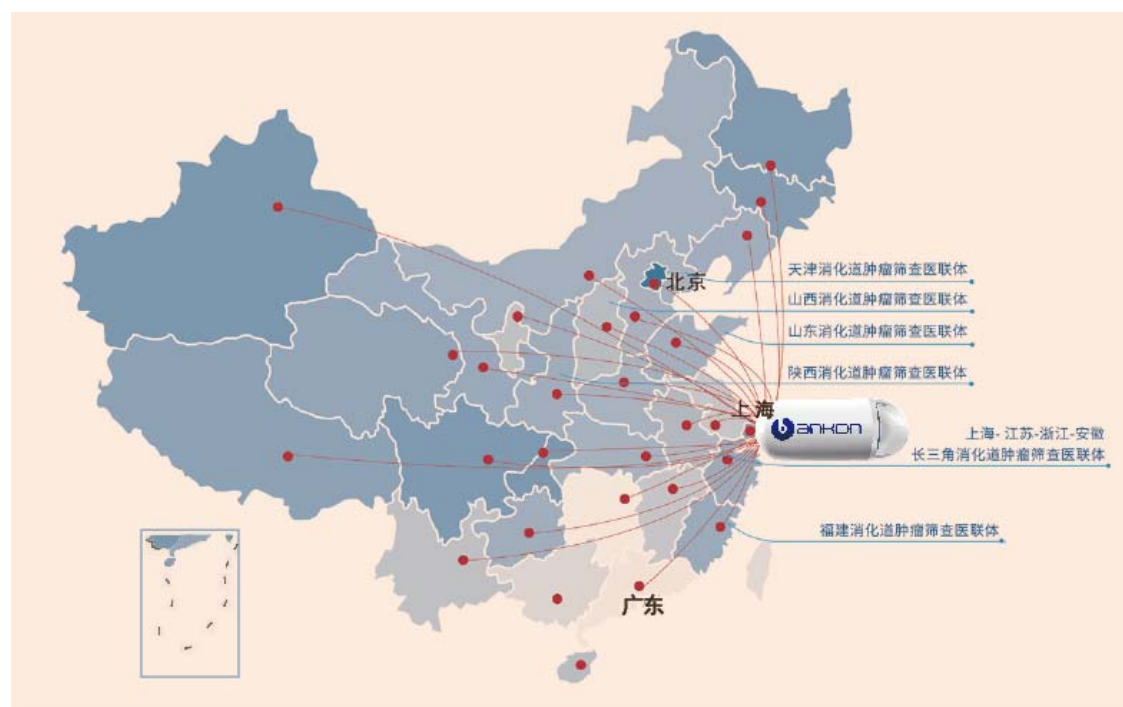 北京
天津消化道肿瘤筛查医联体
山西消化道肿瘤筛查医联体
山东消化道肿瘤筛查医联体
陕西消化道肿瘤筛查医联体
上海
ankon
上海- 江苏-浙江-安徽
长三角消化道肿瘤筛查医联体
福建消化道肿瘤筛查医联体
广东